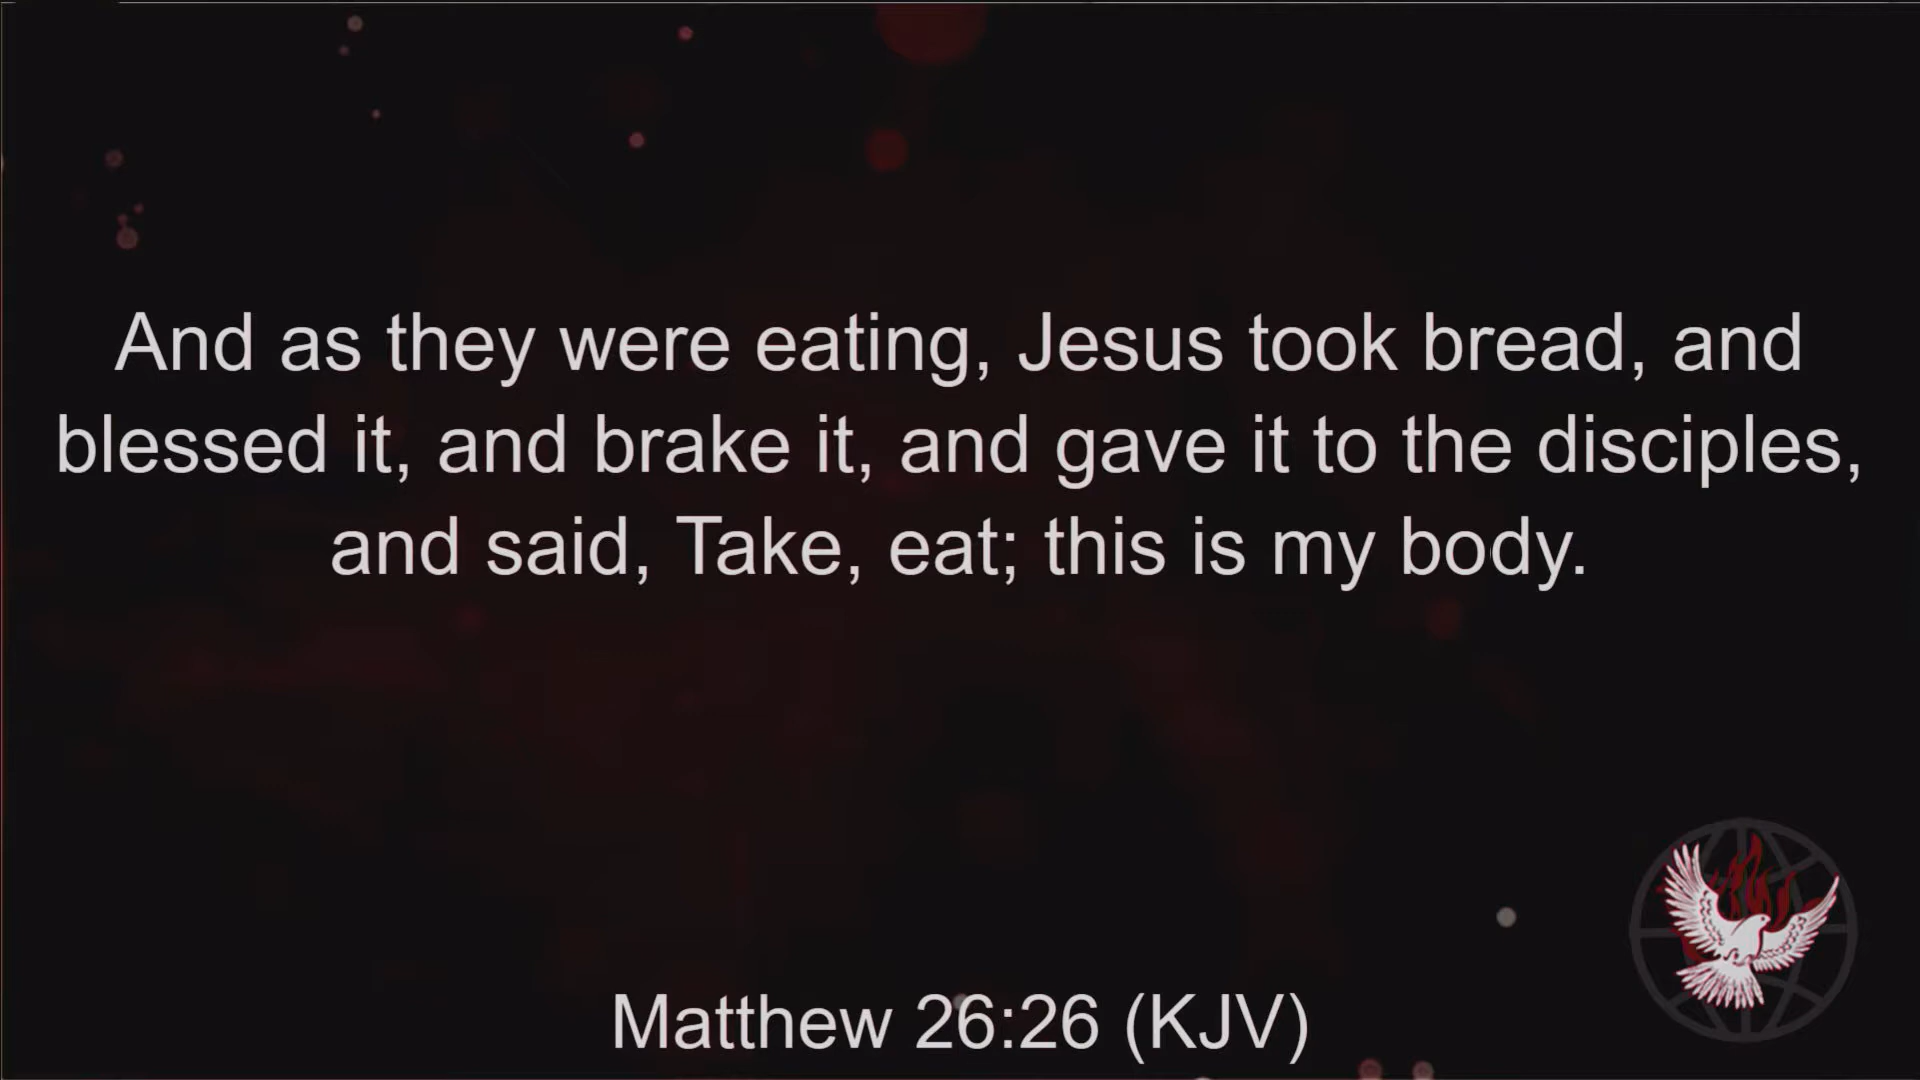 And as they were eating, Jesus took bread, and
blessed it, and brake it, and gave it to the disciples,
and said, Take, eat; this is my body.
Matthew 26:26 (KJV)